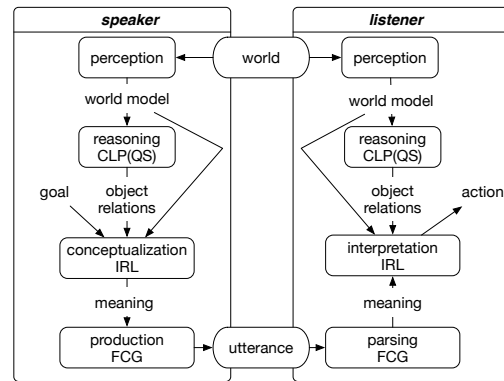 speaker
listener
perception
world
perception
world model
world model
reasoning
CLP(QS)
reasoning
CLP(QS)
goal
object
relations
object
relations
action
conceptualization
IRL
interpretation
IRL
meaning
meaning
production
FCG
utterance
parsing
FCG